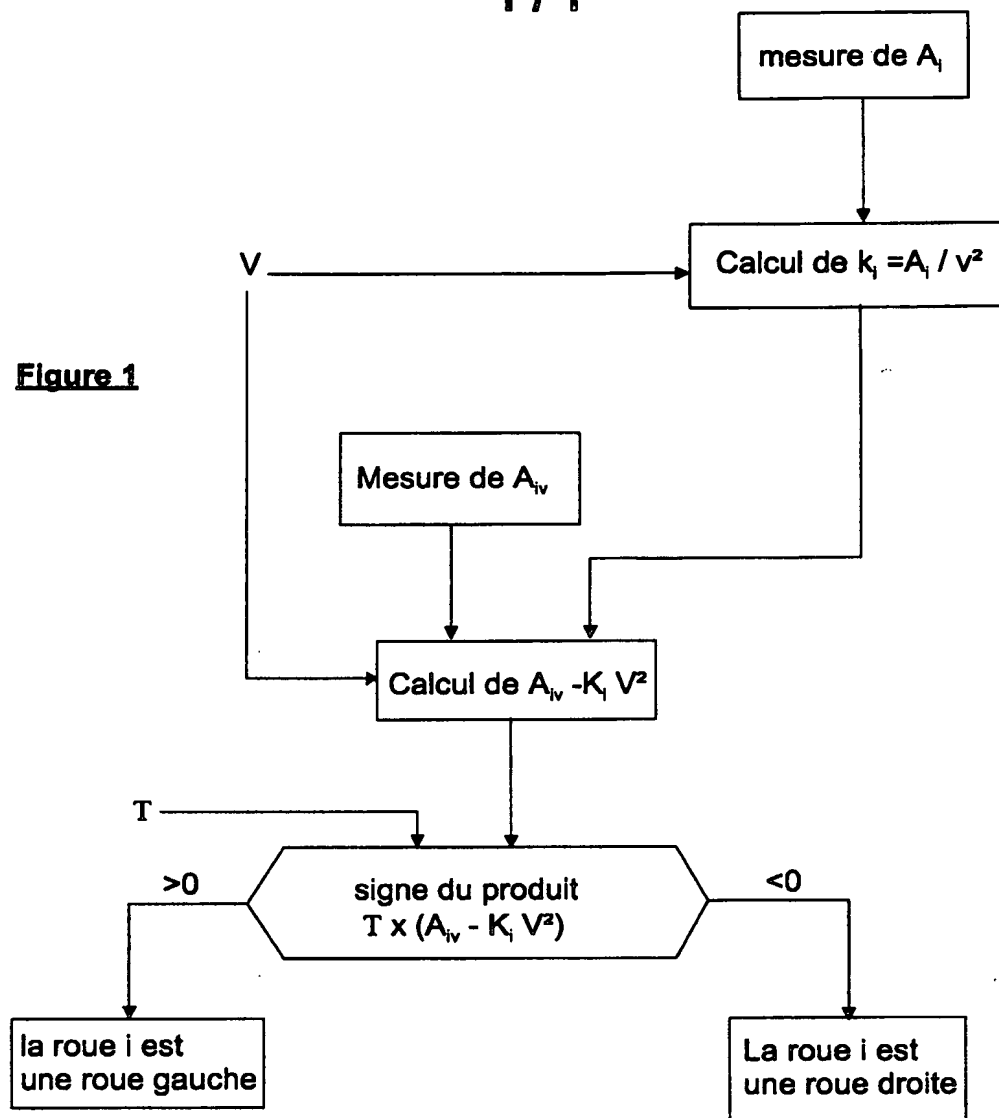 1 / 1
mesure de Aᵢ
Calcul de kᵢ =Aᵢ / v²
V
Figure 1
Mesure de Aᵢᵥ
Calcul de Aᵢᵥ -Kᵢ V²
T
>0
signe du produit
T x (Aᵢᵥ - Kᵢ V²)
<0
la roue i est
une roue gauche
La roue i est
une roue droite